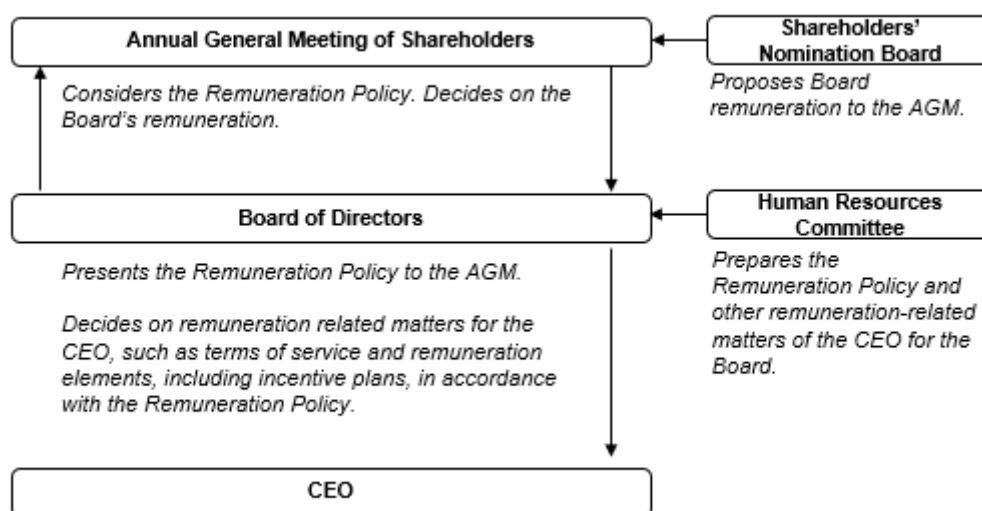 Annual General Meeting of Shareholders
Shareholders'
Nomination Board
Considers the Remuneration Policy. Decides on the
Board's remuneration.
Proposes Board
remuneration to the AGM.
Board of Directors
Human Resources
Committee
Presents the Remuneration Policy to the AGM.
Decides on remuneration related matters for the
CEO, such as terms of service and remuneration
elements, including incentive plans, in accordance
with the Remuneration Policy.
Prepares the
Remuneration Policy and
other remuneration-related
matters of the CEO for the
Board.
CEO